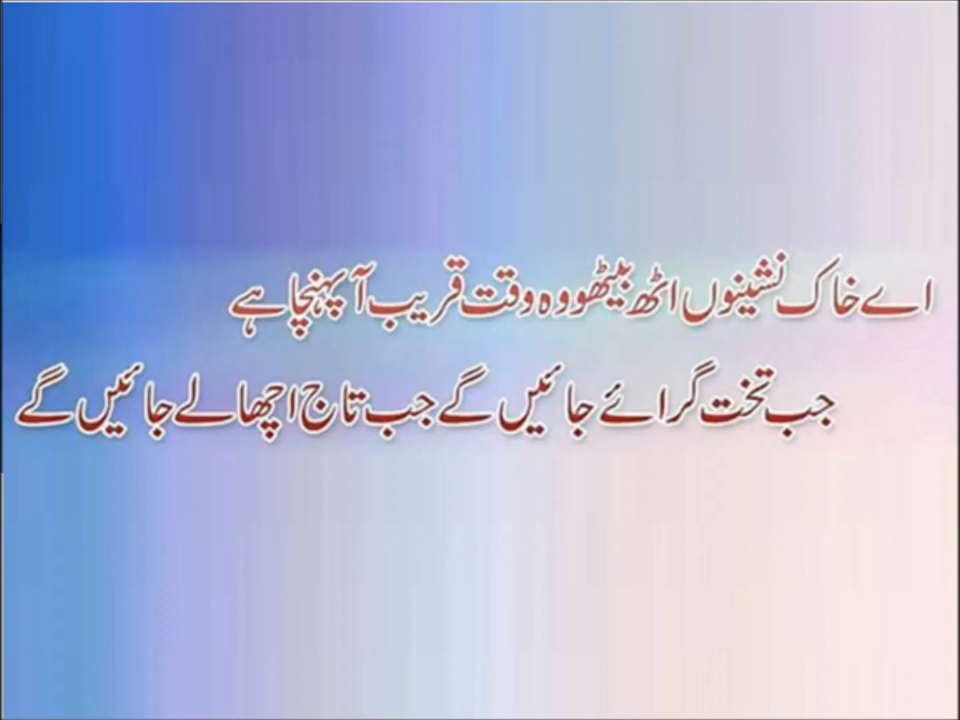 اے خاک نشینوں اٹھ بیٹھو وہ وقت قریب آ پہنچا ہے
جب تخت گرائے جائیں گے جب تاج اچھالے جائیں گے